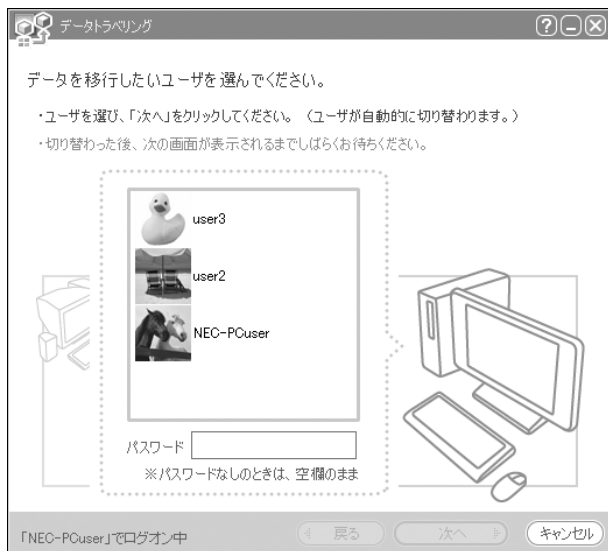 データトラベリング
データを移行したいユーザを選んでください。
・ユーザを選び、「次へ」をクリックしてください。（ユーザが自動的に切り替わります。）
・切り替わった後、次の画面が表示されるまでしばらくお待ちください。
user3
user2
NEC-PCuser
パスワード
※パスワードなしのときは、空欄のまま
「NEC-PCuser」でログオン中
戻る
次へ
キャンセル